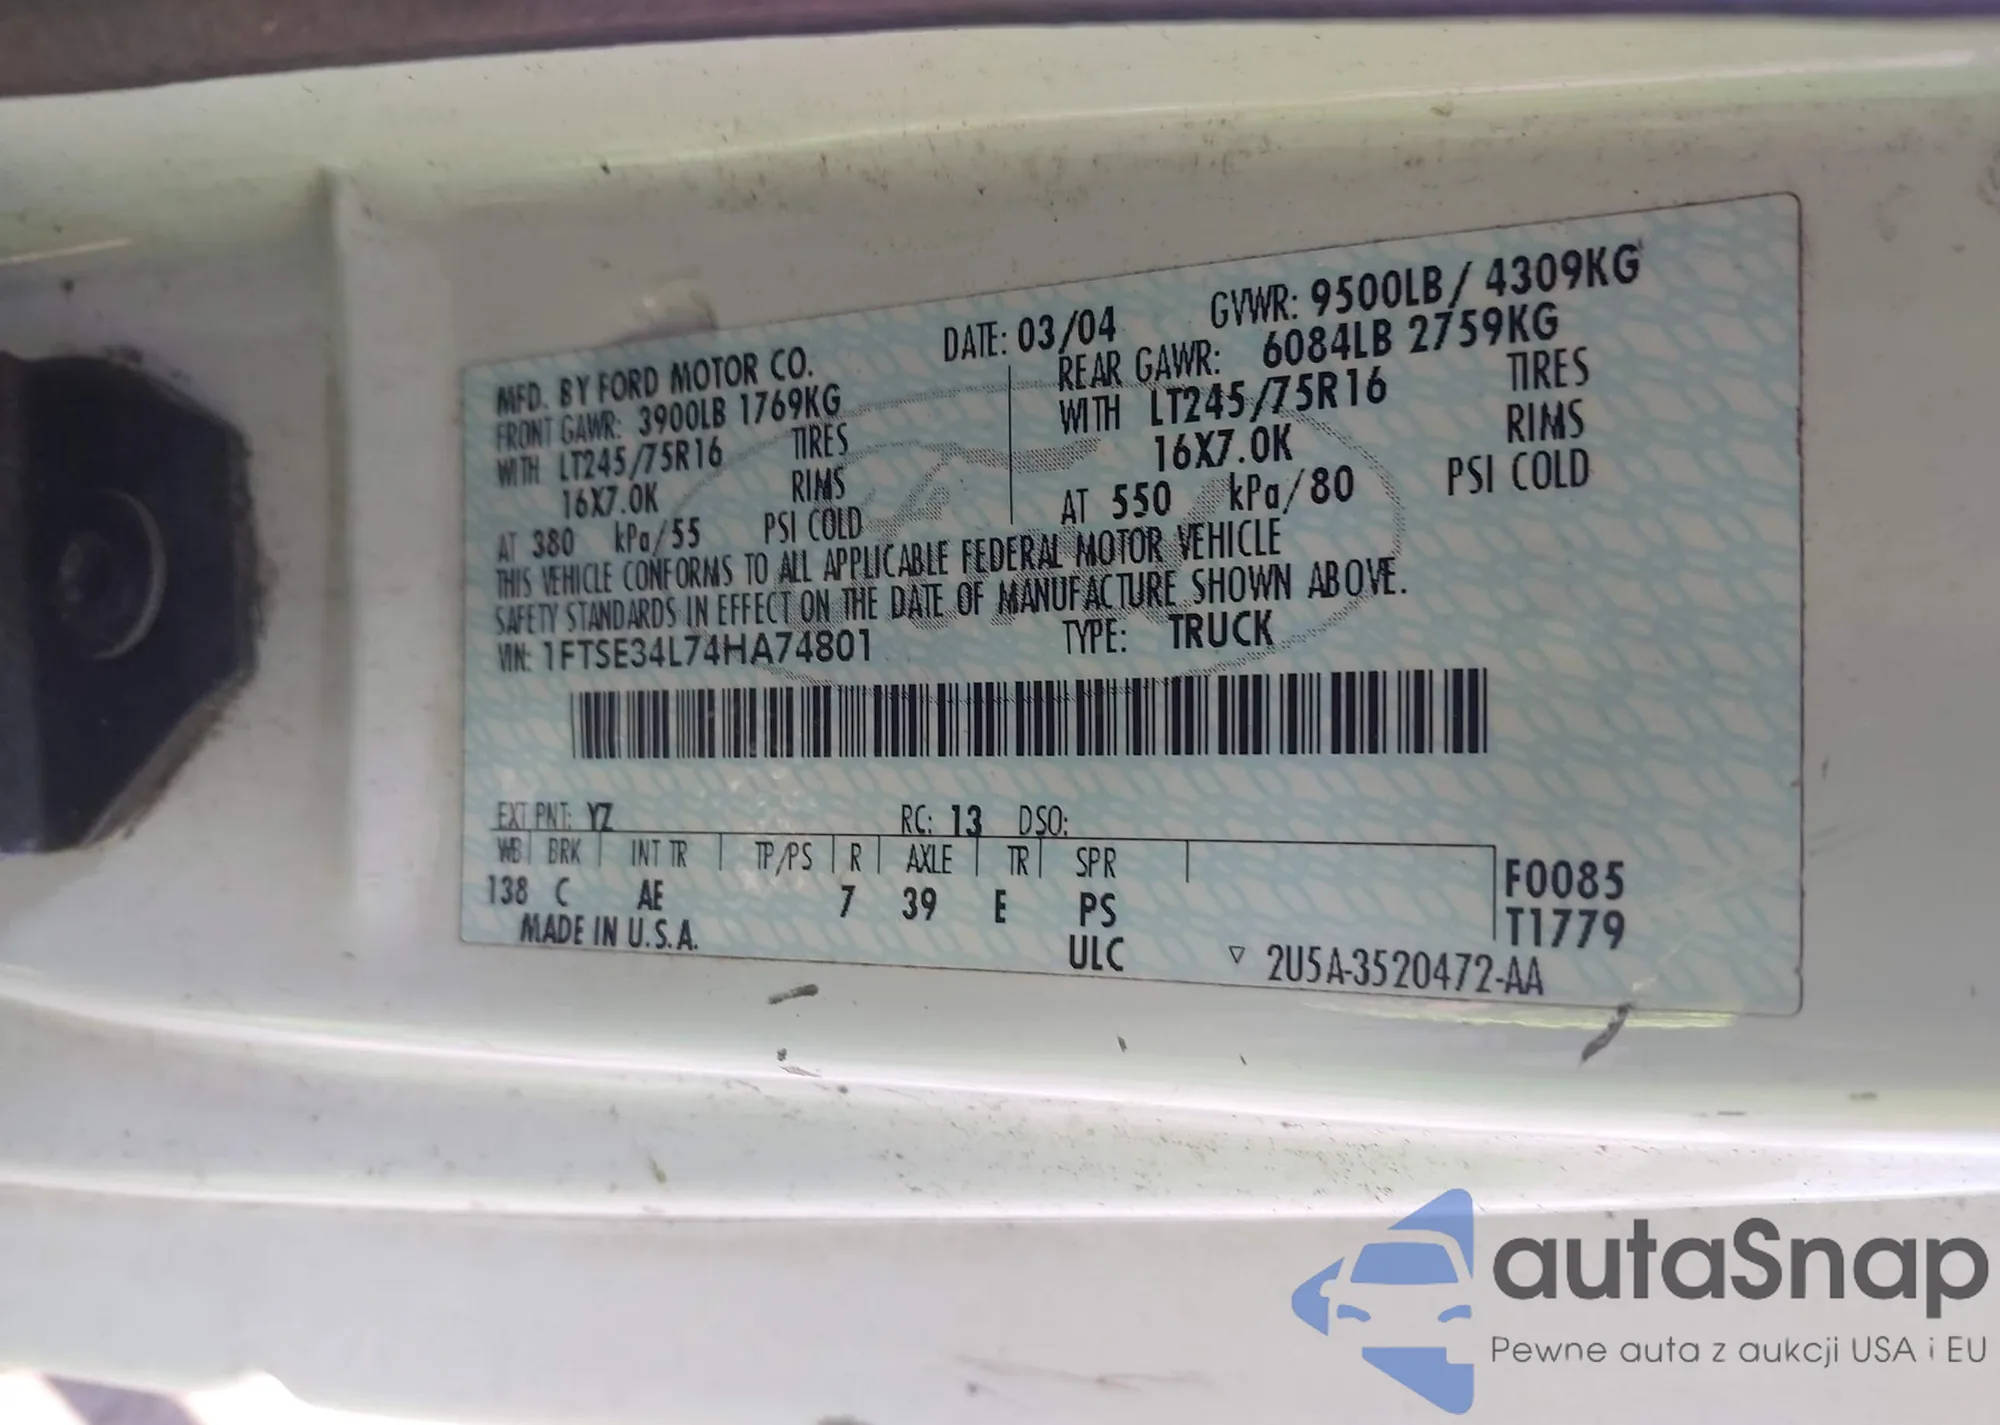 MFD. BY FORD MOTOR CO. DATE: 03/04 GVWR: 9500LB / 4309KG
FRONT GAWR: 3900LB 1769KG REAR GAWR: 6084LB 2759KG
WITH LT245/75R16 TIRES WITH LT245/75R16 TIRES
16X7.0K RIMS 16X7.0K RIMS
AT 380 kPa/55 PSI COLD AT 550 kPa/80 PSI COLD
THIS VEHICLE CONFORMS TO ALL APPLICABLE FEDERAL MOTOR VEHICLE
SAFETY STANDARDS IN EFFECT ON THE DATE OF MANUFACTURE SHOWN ABOVE.
VIN: 1FTSE34L74HA74801 TYPE: TRUCK
EXT PNT: YZ RC: 13 DSO:
WB BRK INT TR TP/PS R AXLE TR SPR
138 C AE 7 39 E PS F0085
MADE IN U.S.A. ULC T1779
▽ 2U5A-3520472-AA
autaSnap
Pewne auta z aukcji USA i EU